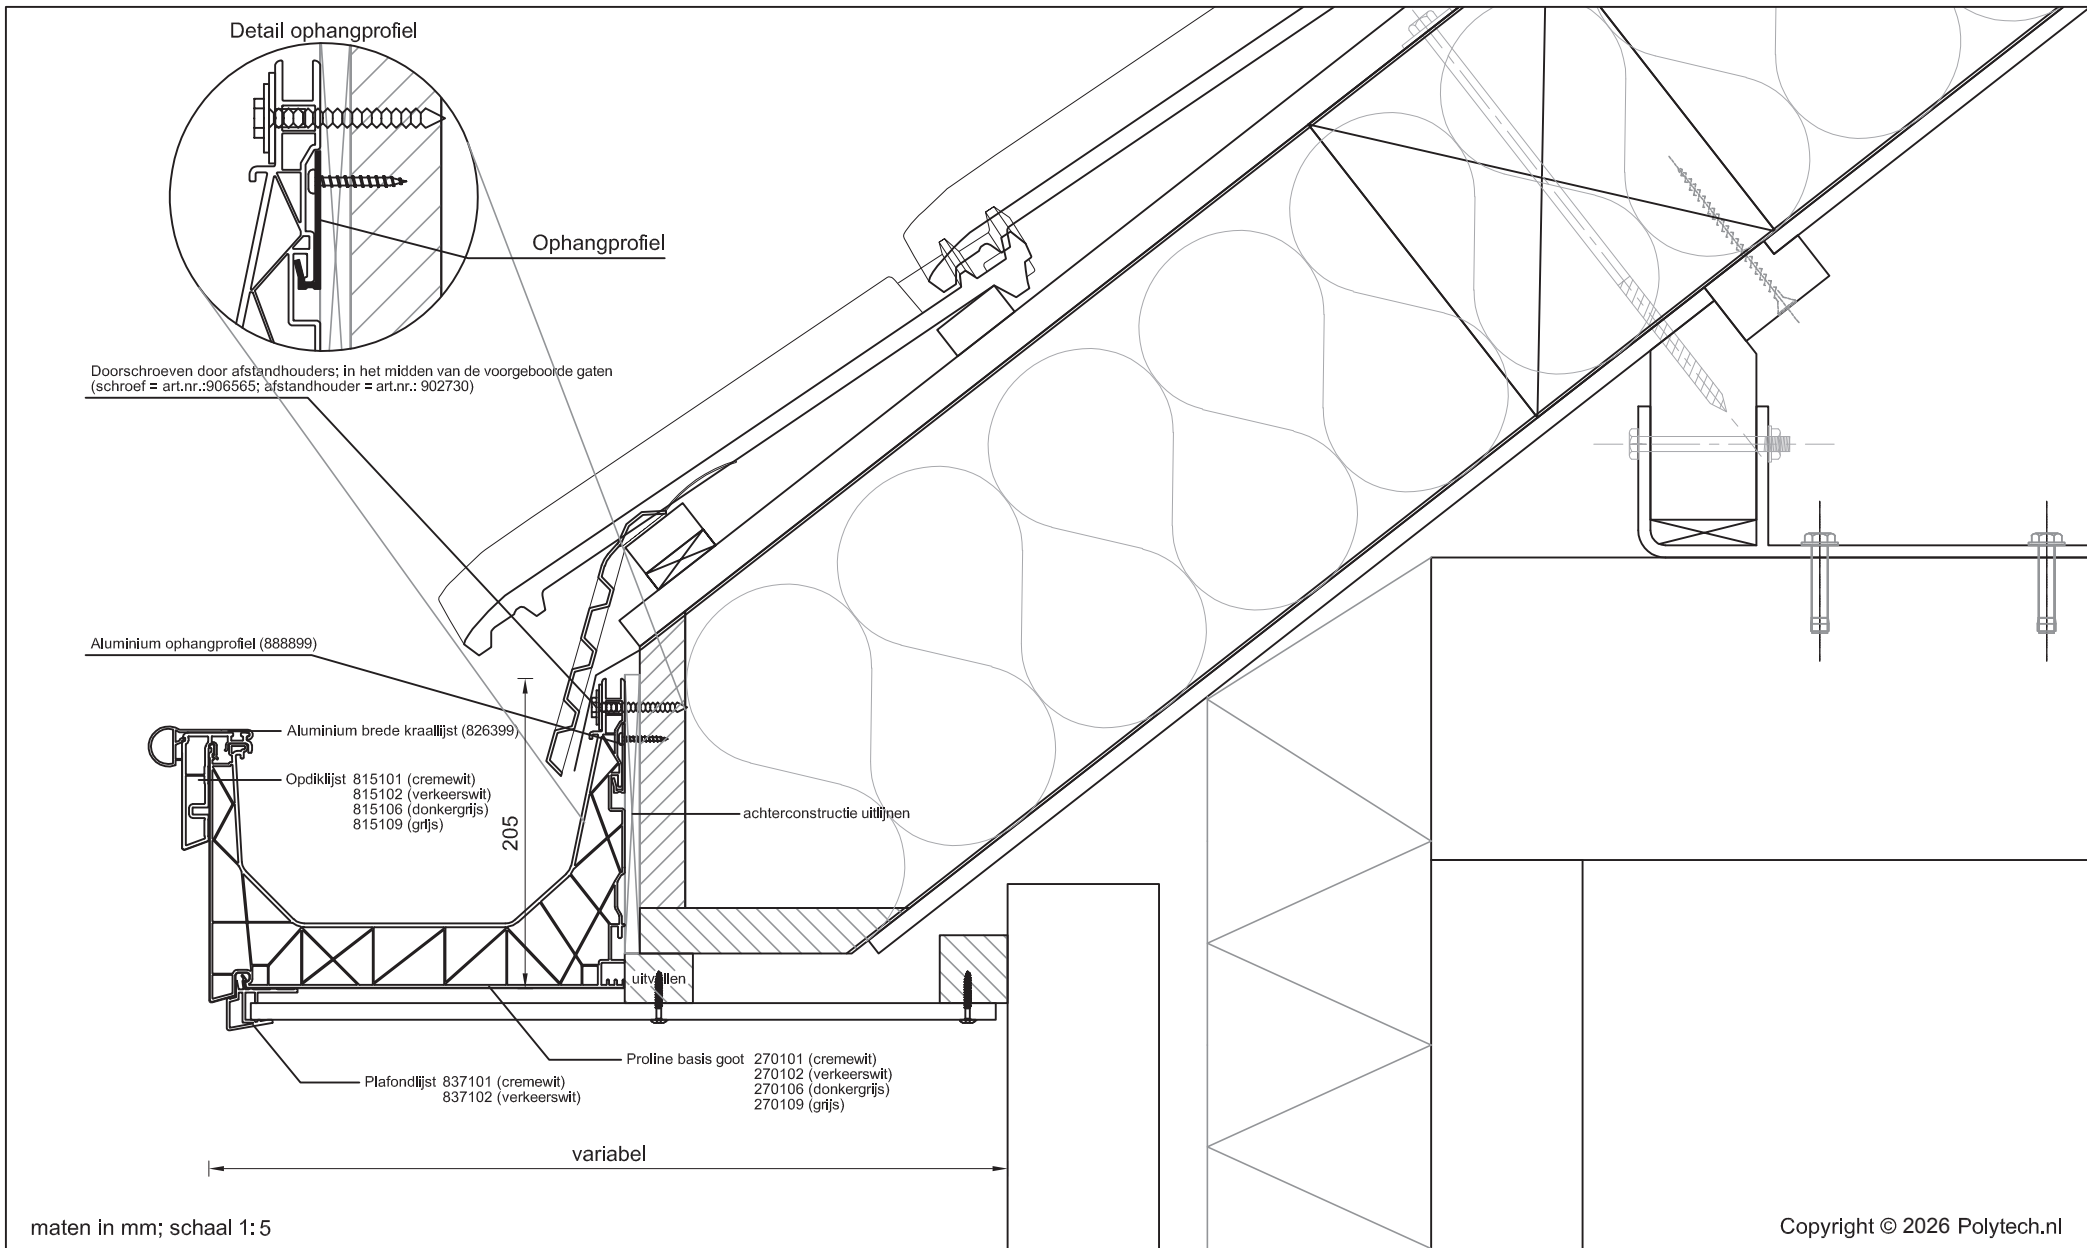 Detail ophangprofiel
Ophangprofiel
Doorschroeven door afstandhouders; in het midden van de voorgeboorde gaten
(schroef = art.nr.:906565; afstandhouder = art.nr.: 902730)
Aluminium ophangprofiel (888899)
Aluminium brede kraallijst (826399)
Opdiklijst 815101 (cremewit)
815102 (verkeerswit)
815106 (donkergrijs)
815109 (grijs)
205
achterconstructie uitlijnen
uitvullen
Proline basis goot 270101 (cremewit)
270102 (verkeerswit)
270106 (donkergrijs)
270109 (grijs)
Plafondlijst 837101 (cremewit)
837102 (verkeerswit)
variabel
maten in mm; schaal 1:5
Copyright © 2026 Polytech.nl